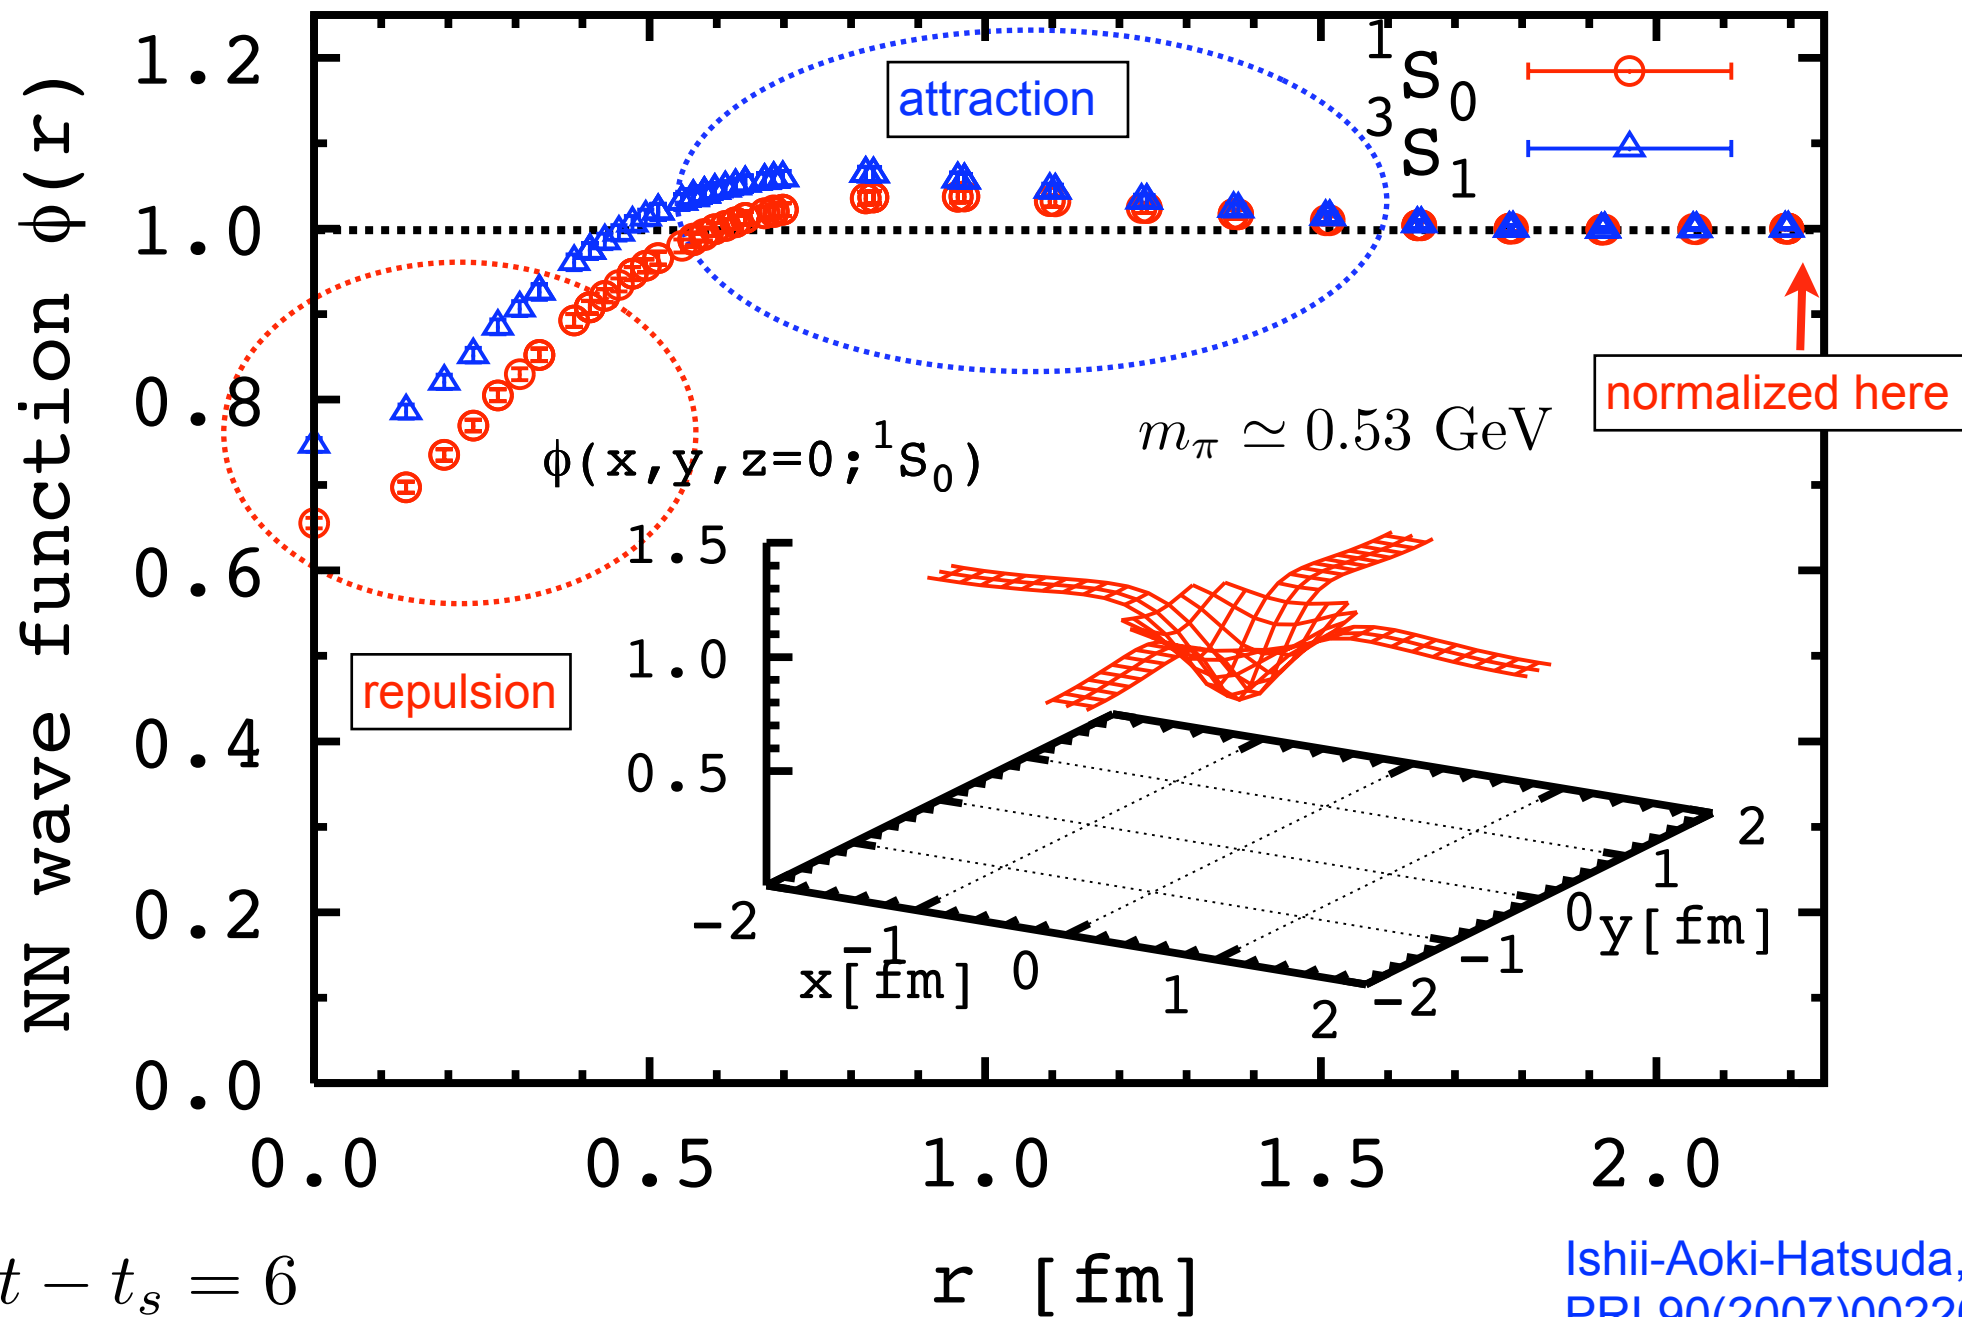 NN wave function ϕ(r)
1.2
1.0
0.8
0.6
0.4
0.2
0.0
attraction
¹S₀
³S₁
normalized here
m_π ≃ 0.53 GeV
ϕ(x,y,z=0;¹S₀)
repulsion
1.5
1.0
0.5
-2
-1
0
1
2
x[fm]
-2
-1
0
1
2
y[fm]
0.0
0.5
1.0
1.5
2.0
r [fm]
t − t_s = 6
Ishii-Aoki-Hatsuda,